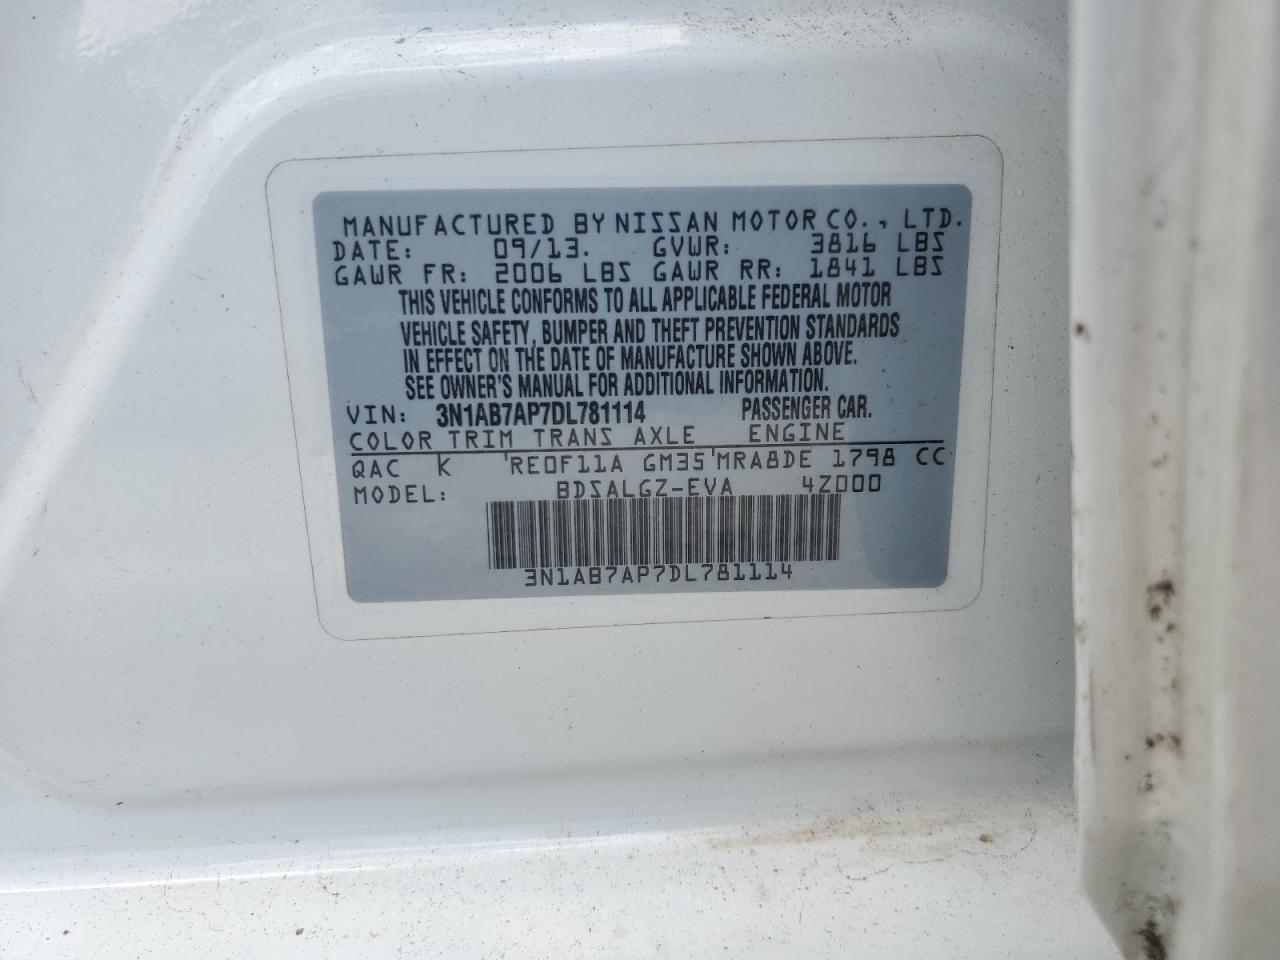 MANUFACTURED BY NISSAN MOTOR CO., LTD.
DATE: 09/13. GVWR: 3816 LBS
GAWR FR: 2006 LBS GAWR RR: 1841 LBS
THIS VEHICLE CONFORMS TO ALL APPLICABLE FEDERAL MOTOR
VEHICLE SAFETY, BUMPER AND THEFT PREVENTION STANDARDS
IN EFFECT ON THE DATE OF MANUFACTURE SHOWN ABOVE.
SEE OWNER'S MANUAL FOR ADDITIONAL INFORMATION.
VIN: 3N1AB7AP7DL781114 PASSENGER CAR.
COLOR TRIM TRANS AXLE ENGINE
QAC K 'RE0F11A GM35'MRA8DE 1798 CC
MODEL: BDSALGZ-EVA 4Z000
3N1AB7AP7DL781114